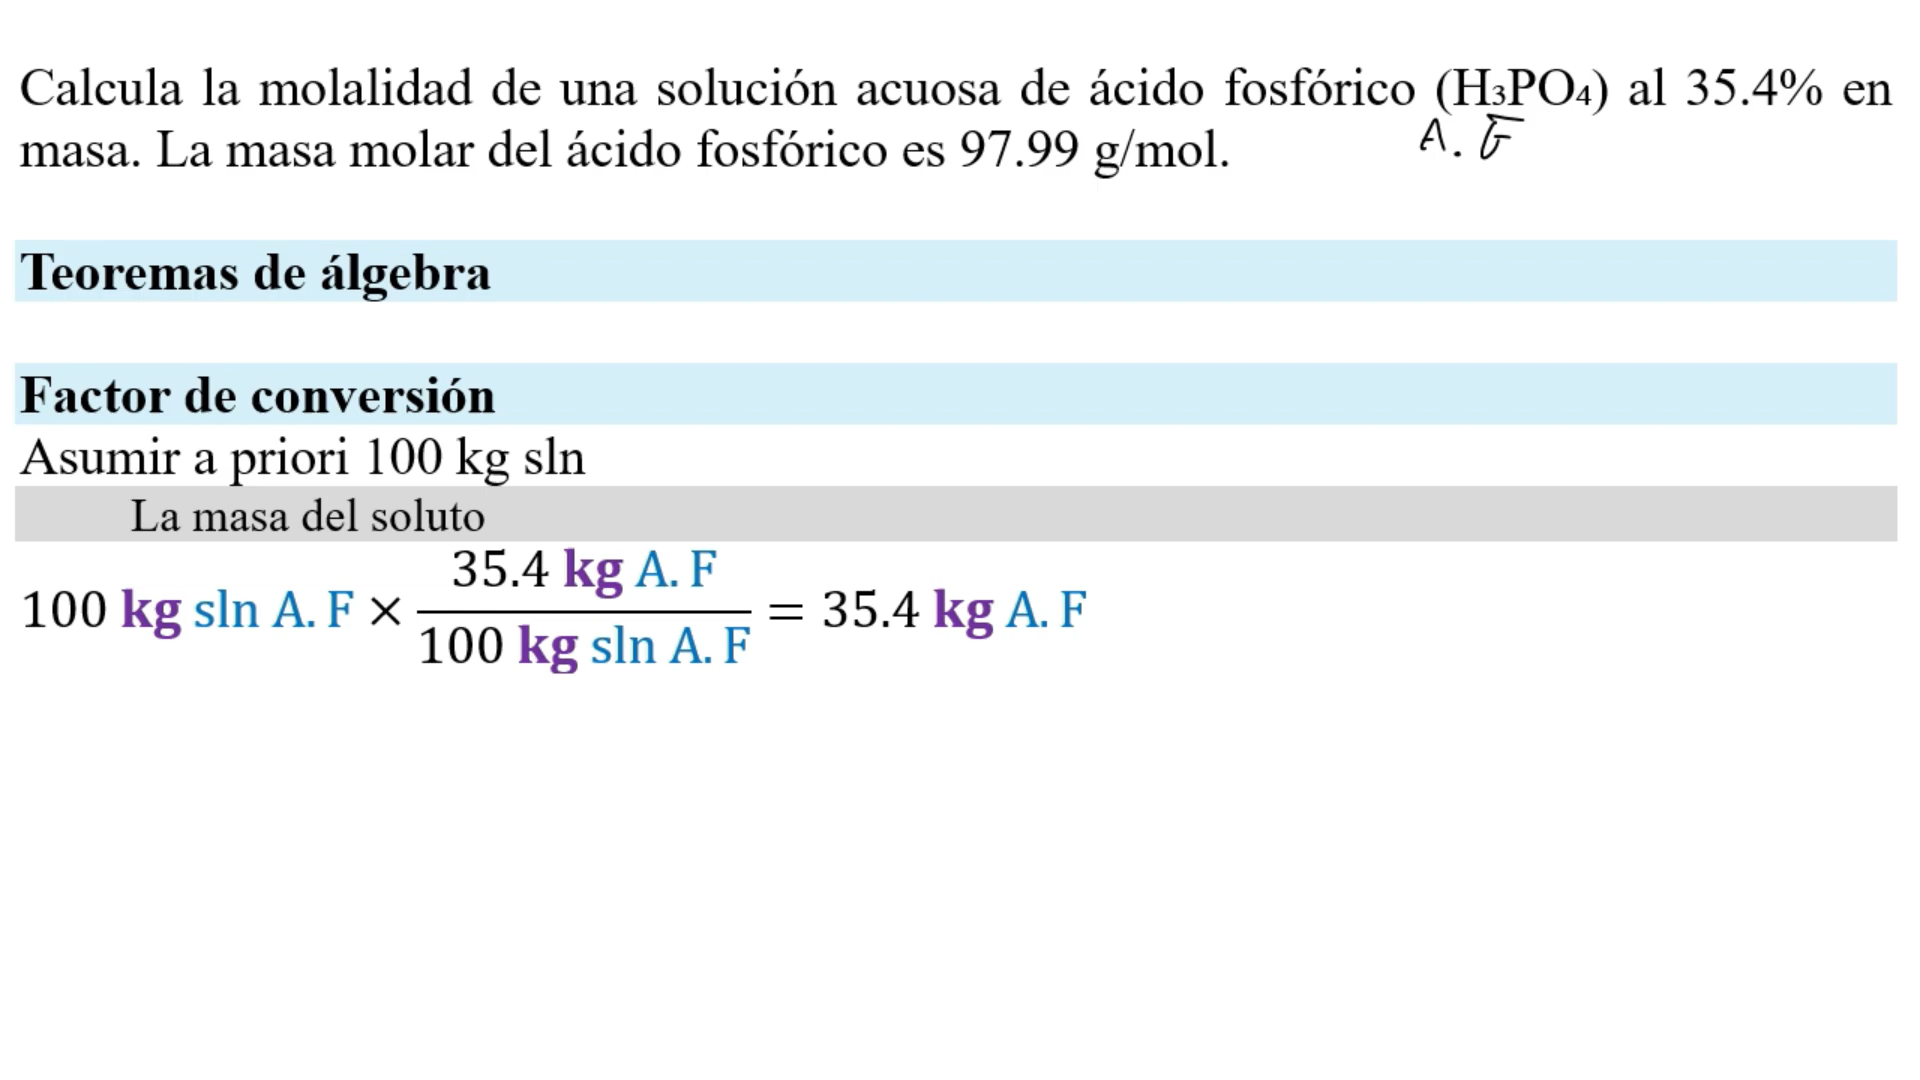 Calcula la molalidad de una solución acuosa de ácido fosfórico (H₃PO₄) al 35.4% en
masa. La masa molar del ácido fosfórico es 97.99 g/mol.
A. F
Teoremas de álgebra
Factor de conversión
Asumir a priori 100 kg sln
La masa del soluto
100 kg sln A. F × 35.4 kg A. F / 100 kg sln A. F = 35.4 kg A. F